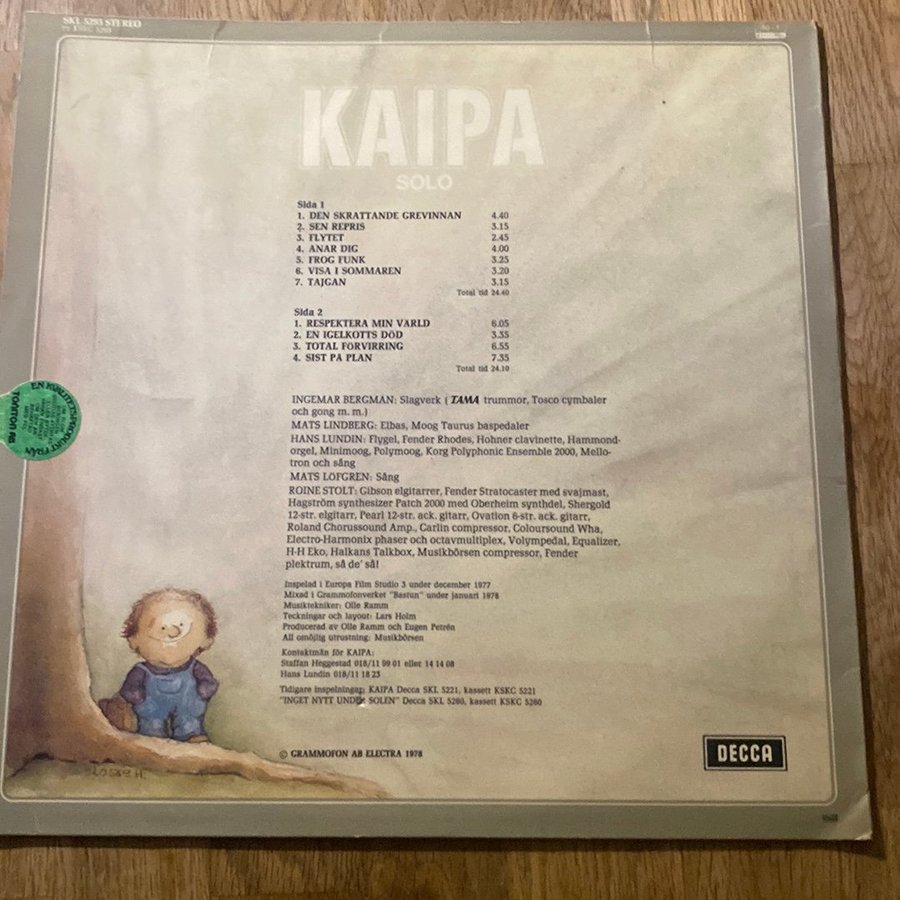 SKL 5293 STEREO
KAIPA
SOLO
Sida 1
1. DEN SKRATTANDE GREVINNAN 4.40
2. SEN REPRIS 3.15
3. FLYTET 2.45
4. ANAR DIG 4.00
5. FROG FUNK 3.25
6. VISA I SOMMAREN 3.20
7. TAJGAN 3.15
Total tid 24.40
Sida 2
1. RESPEKTERA MIN VÄRLD 6.05
2. EN IGELKOTTS DÖD 3.35
3. TOTAL FÖRVIRRING 6.55
4. SIST PÅ PLAN 7.35
Total tid 24.10
INGEMAR BERGMAN: Slagverk ( TAMA trummor, Tosco cymbaler
och gong m. m.)
MATS LINDBERG: Elbas, Moog Taurus baspedaler
HANS LUNDIN: Flygel, Fender Rhodes, Hohner clavinette, Hammond-
orgel, Minimoog, Polymoog, Korg Polyphonic Ensemble 2000, Mello-
tron och sång
MATS LÖFGREN: Sång
ROINE STOLT: Gibson elgitarrer, Fender Stratocaster med svajmast,
Hagström synthesizer Patch 2000 med Oberheim synthdel, Shergold
12-str. elgitarr, Pearl 12-str. ack. gitarr, Ovation 6-str. ack. gitarr,
Roland Chorussound Amp., Carlin compressor, Coloursound Wha,
Electro-Harmonix phaser och octavmultiplex, Volympedal, Equalizer,
H-H Eko, Halkans Talkbox, Musikbörsen compressor, Fender
plektrum, så de' så!
Inspelad i Europa Film Studio 3 under december 1977
Mixad i Grammofonverket "Bastun" under januari 1978
Musiktekniker: Olle Ramm
Teckningar och layout: Lars Holm
Producerad av Olle Ramm och Eugen Petrén
All omöjlig utrustning: Musikbörsen
Kontaktmän för KAIPA:
Staffan Heggestad 018/11 99 01 eller 14 14 08
Hans Lundin 018/11 18 23
Tidigare inspelningar: KAIPA Decca SKL 5221, kassett KSKC 5221
"INGET NYTT UNDER SOLEN" Decca SKL 5260, kassett KSKC 5260
© GRAMMOFON AB ELECTRA 1978
DECCA
EN KVALITETSPRODUKT FRÅN
TONITON AB